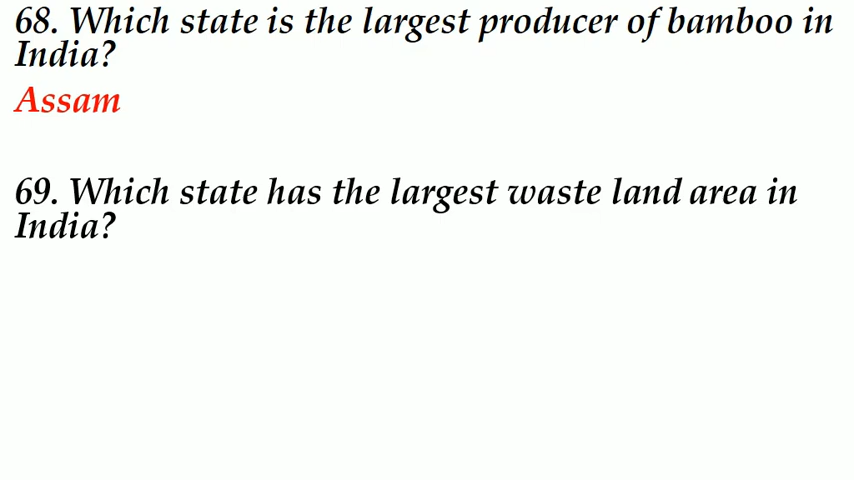 68. Which state is the largest producer of bamboo in
India?
Assam
69. Which state has the largest waste land area in
India?